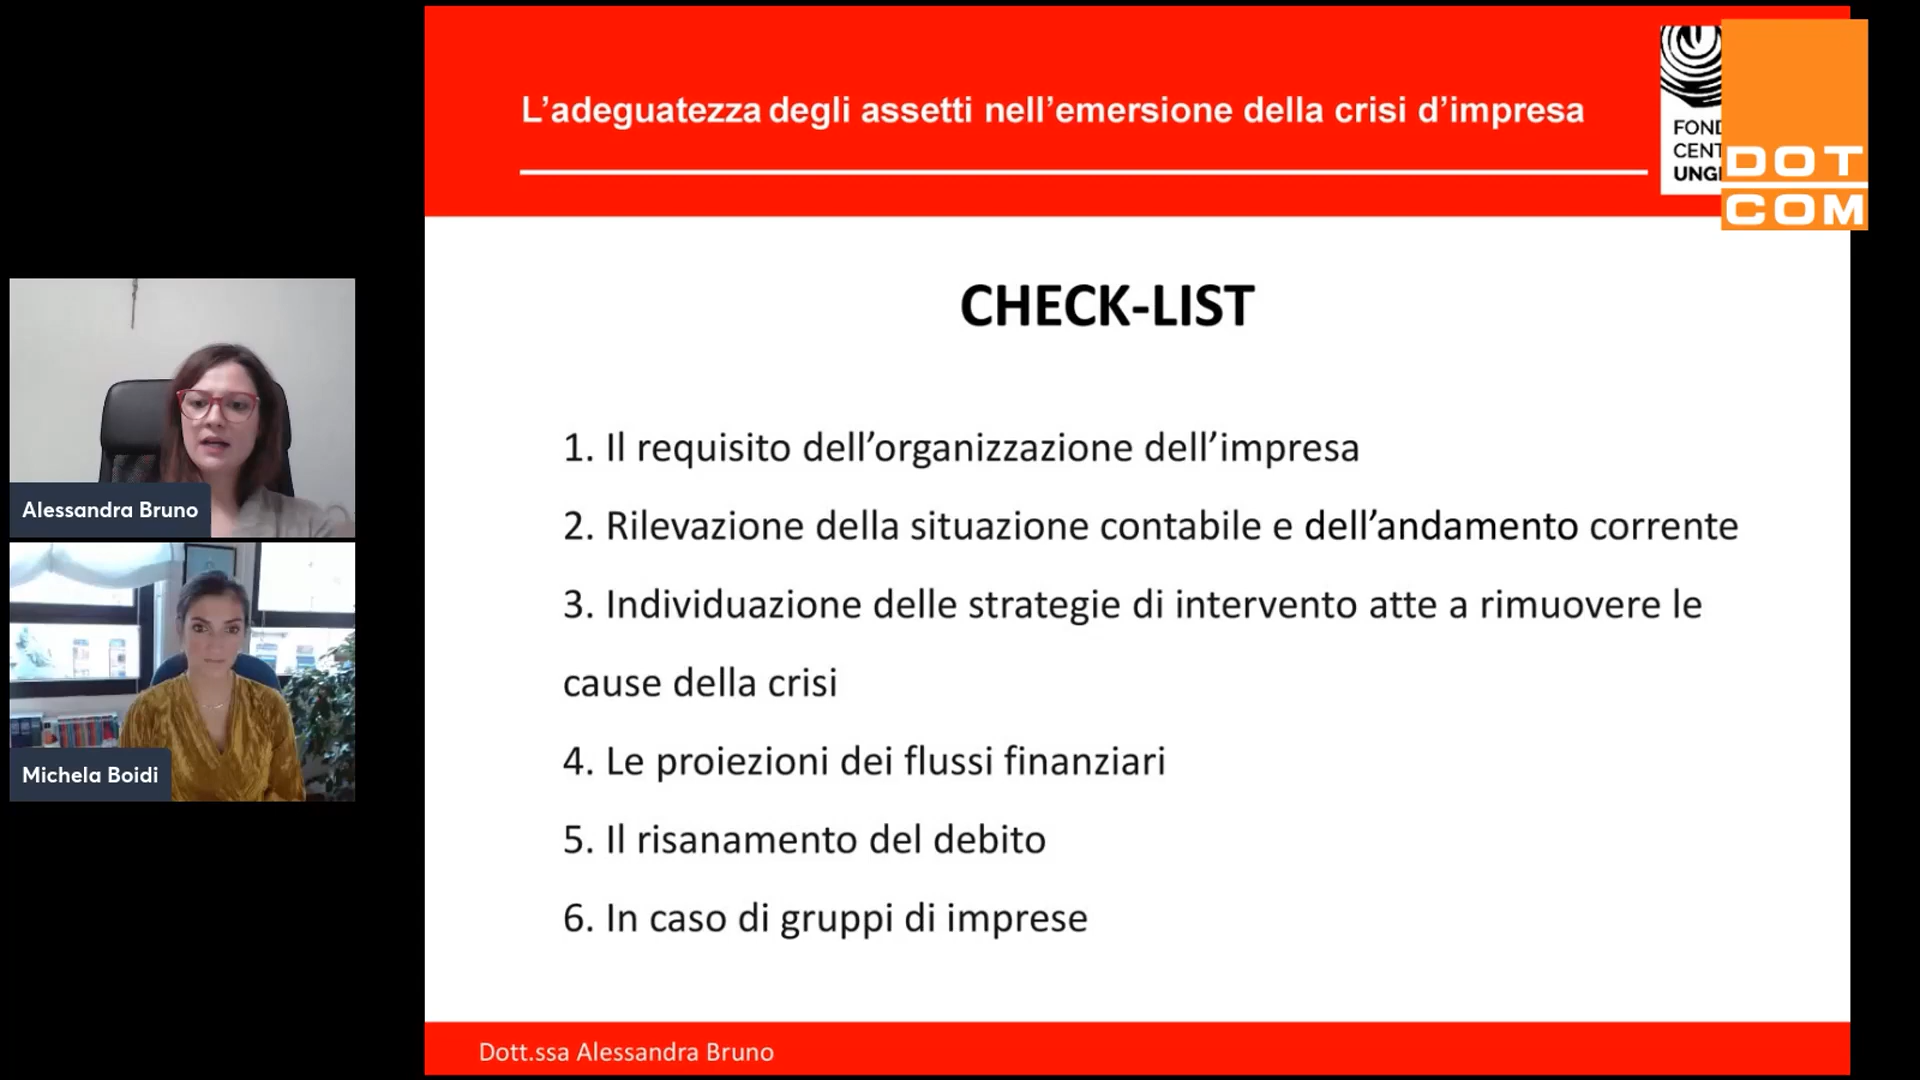 L'adeguatezza degli assetti nell'emersione della crisi d'impresa
DOT
COM
CHECK-LIST
1. Il requisito dell'organizzazione dell'impresa
2. Rilevazione della situazione contabile e dell'andamento corrente
3. Individuazione delle strategie di intervento atte a rimuovere le
cause della crisi
4. Le proiezioni dei flussi finanziari
5. Il risanamento del debito
6. In caso di gruppi di imprese
Alessandra Bruno
Michela Boidi
Dott.ssa Alessandra Bruno